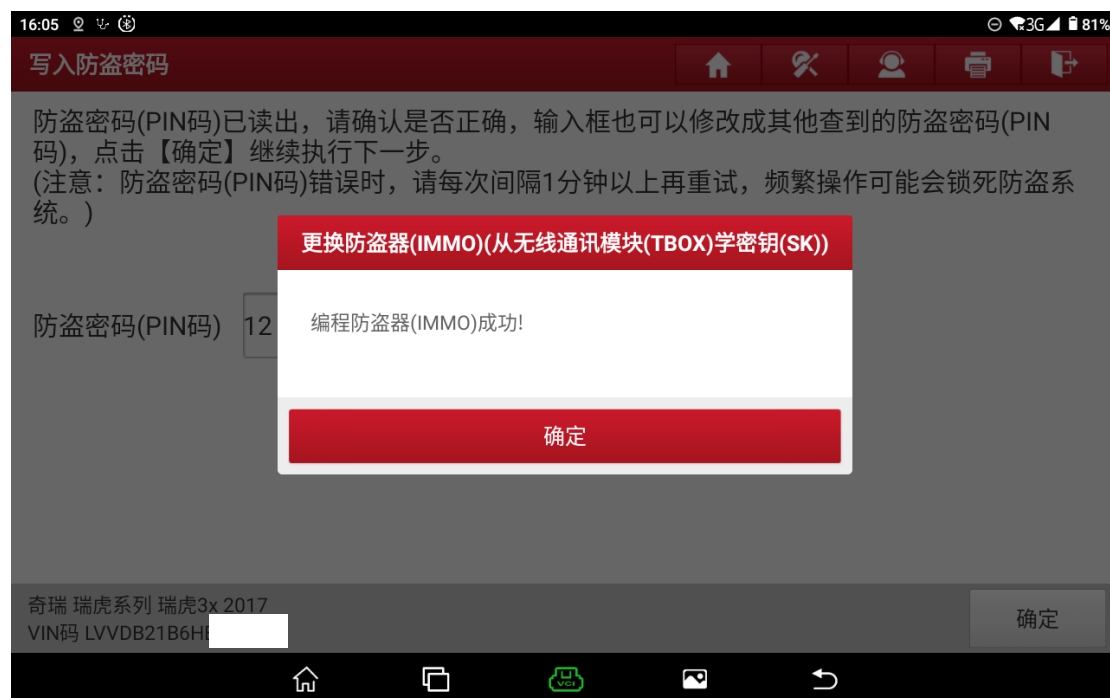 16:05
3G
81%
写入防盗密码
防盗密码(PIN码)已读出，请确认是否正确，输入框也可以修改成其他查到的防盗密码(PIN
码)，点击【确定】继续执行下一步。
(注意：防盗密码(PIN码)错误时，请每次间隔1分钟以上再重试，频繁操作可能会锁死防盗系
统。)
更换防盗器(IMMO)(从无线通讯模块(TBOX)学密钥(SK))
防盗密码(PIN码)
12
编程防盗器(IMMO)成功!
确定
奇瑞 瑞虎系列 瑞虎3x 2017
VIN码 LVVDB21B6H
确定
VCI